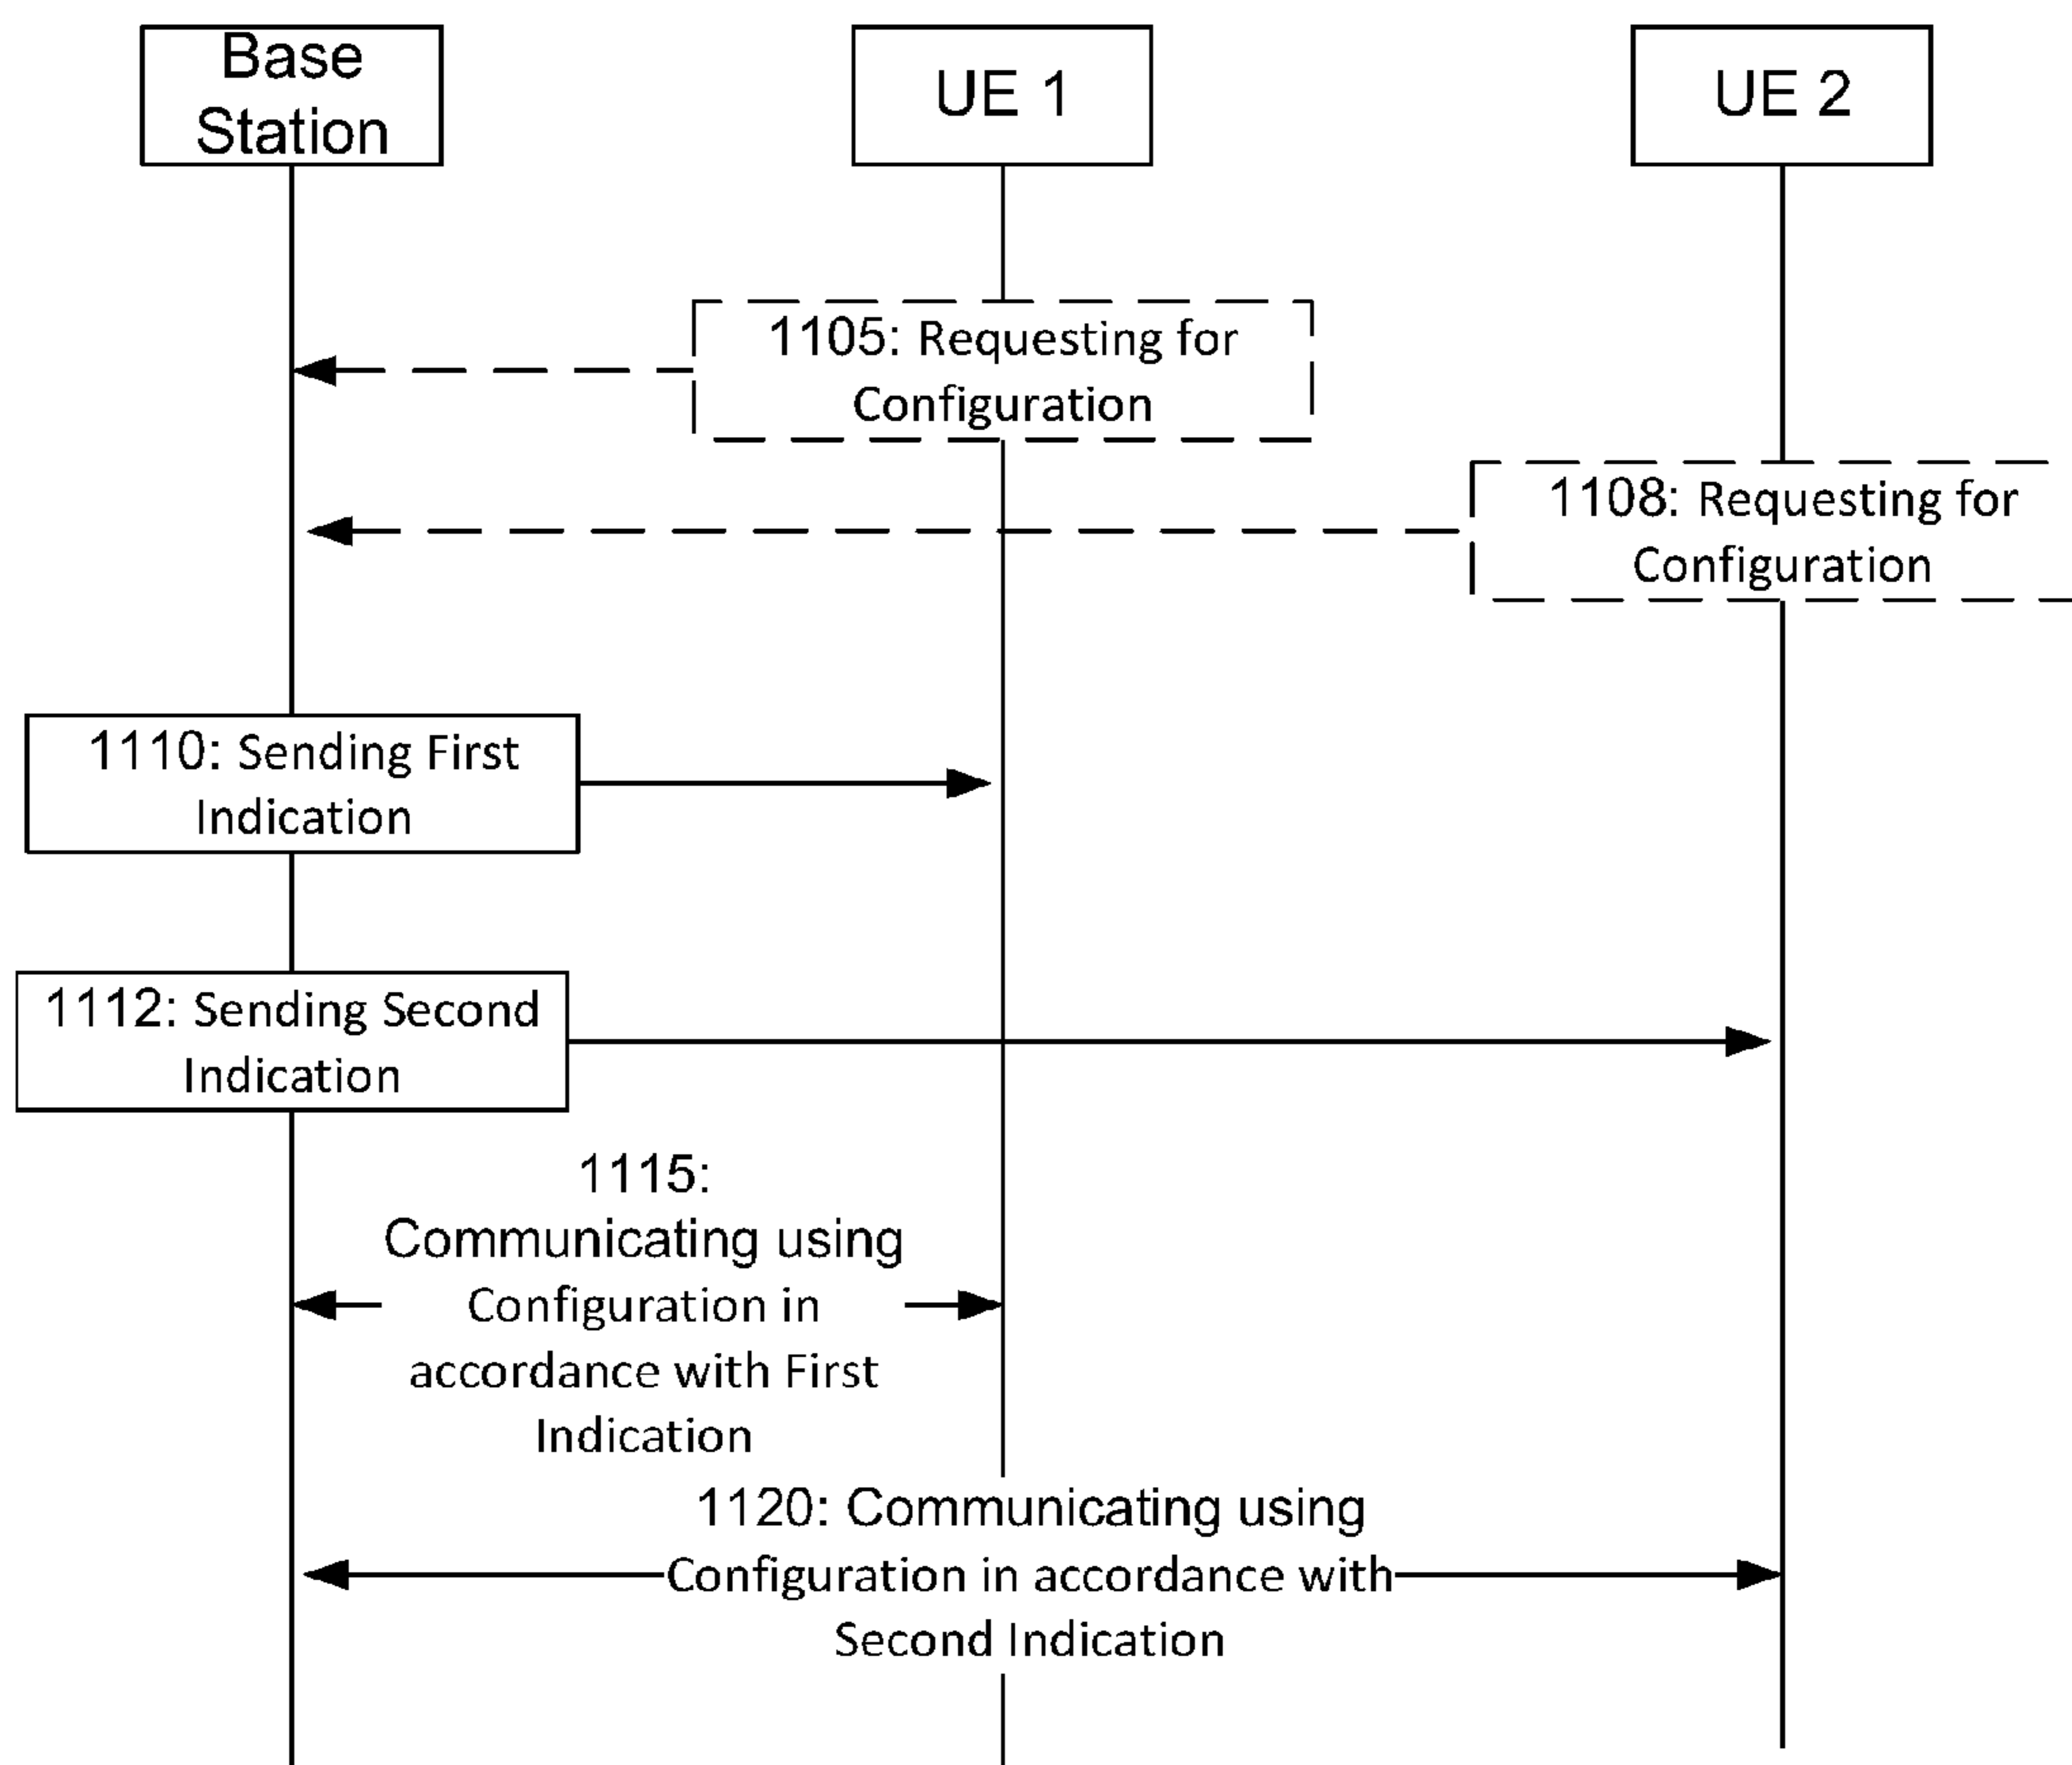 Base
Station
UE 1
UE 2
1105: Requesting for
Configuration
1108: Requesting for
Configuration
1110: Sending First
Indication
1112: Sending Second
Indication
1115:
Communicating using
Configuration in
accordance with First
Indication
1120: Communicating using
Configuration in accordance with
Second Indication